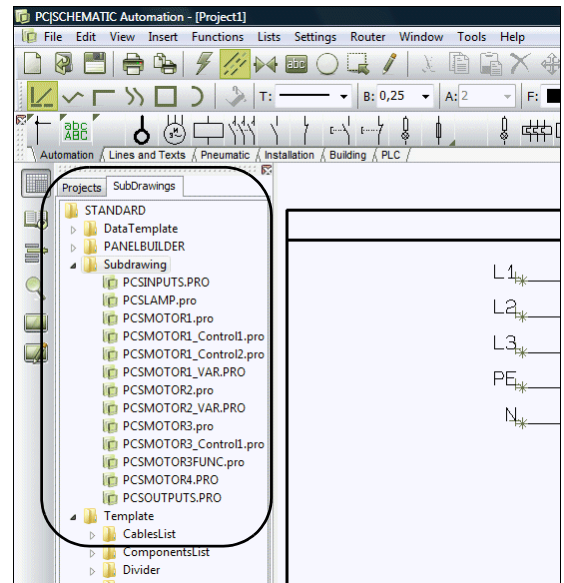 PC|SCHEMATIC Automation - [Project1]
File Edit View Insert Functions Lists Settings Router Window Tools Help
abc
T: B: 0,25 A: 2 F:
abc
ABC
Automation Lines and Texts Pneumatic Installation Building PLC
Projects SubDrawings
STANDARD
DataTemplate
PANELBUILDER
Subdrawing
PCSINPUTS.PRO
PCSLAMP.pro
PCSMOTOR1.pro
PCSMOTOR1_Control1.pro
PCSMOTOR1_Control2.pro
PCSMOTOR1_VAR.PRO
PCSMOTOR2.pro
PCSMOTOR2_VAR.PRO
PCSMOTOR3.pro
PCSMOTOR3_Control1.pro
PCSMOTOR3FUNC.pro
PCSMOTOR4.PRO
PCSOUTPUTS.PRO
Template
CablesList
ComponentsList
Divider
L1
L2
L3
PE
N